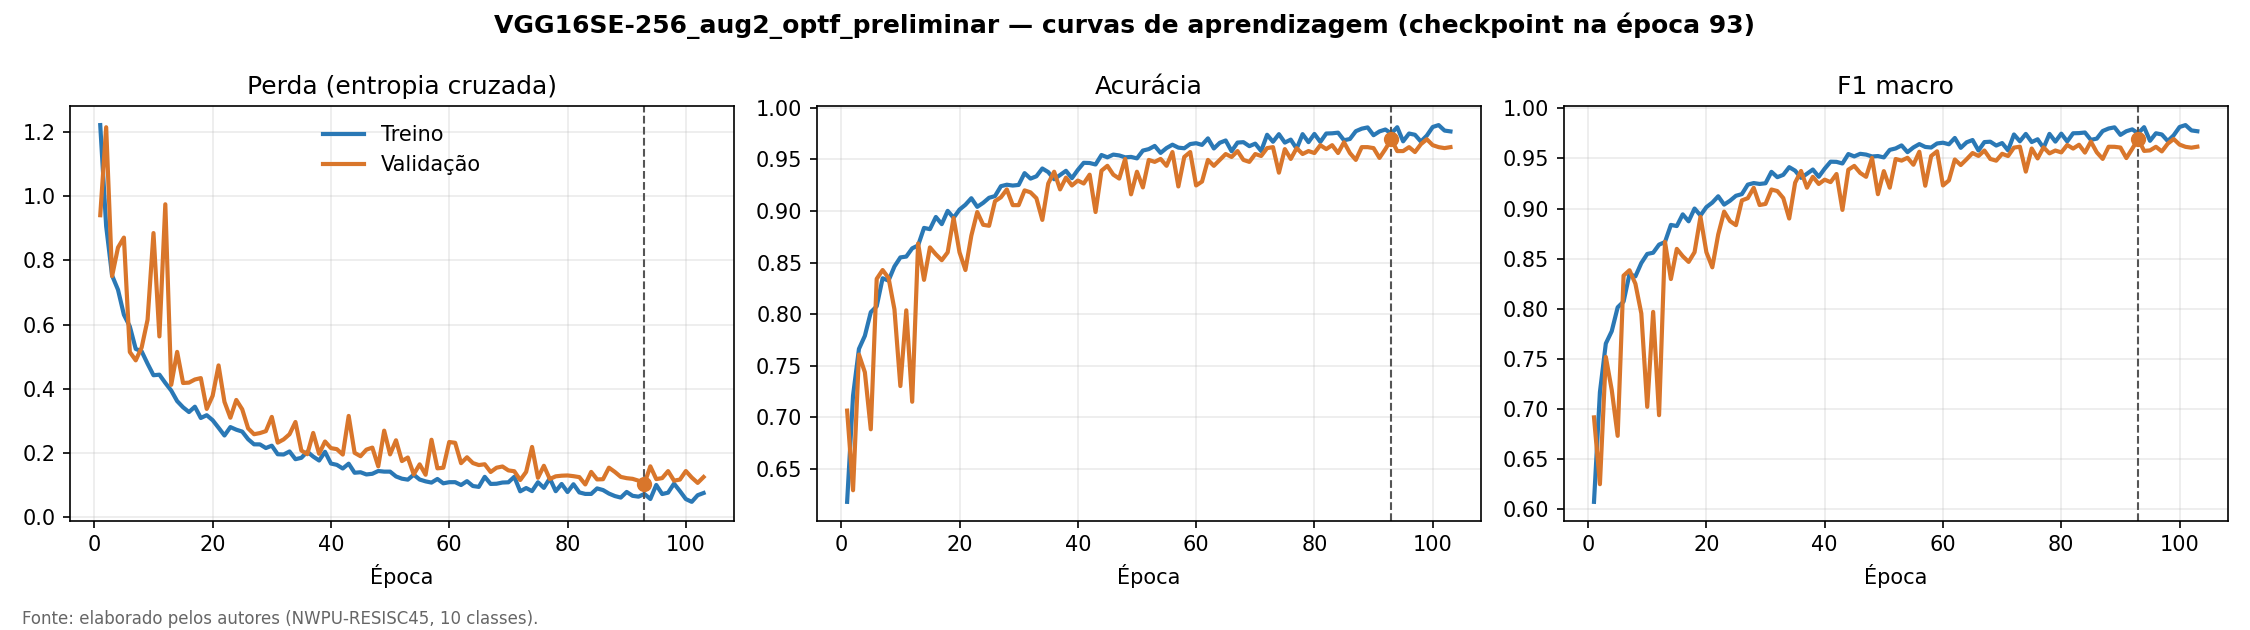 VGG16SE-256_aug2_optf_preliminar — curvas de aprendizagem (checkpoint na época 93)
Perda (entropia cruzada)
1.2
1.0
0.8
0.6
0.4
0.2
0.0
Treino
Validação
0 20 40 60 80 100
Época
Acurácia
1.00
0.95
0.90
0.85
0.80
0.75
0.70
0.65
0 20 40 60 80 100
Época
F1 macro
1.00
0.95
0.90
0.85
0.80
0.75
0.70
0.65
0.60
0 20 40 60 80 100
Época
Fonte: elaborado pelos autores (NWPU-RESISC45, 10 classes).